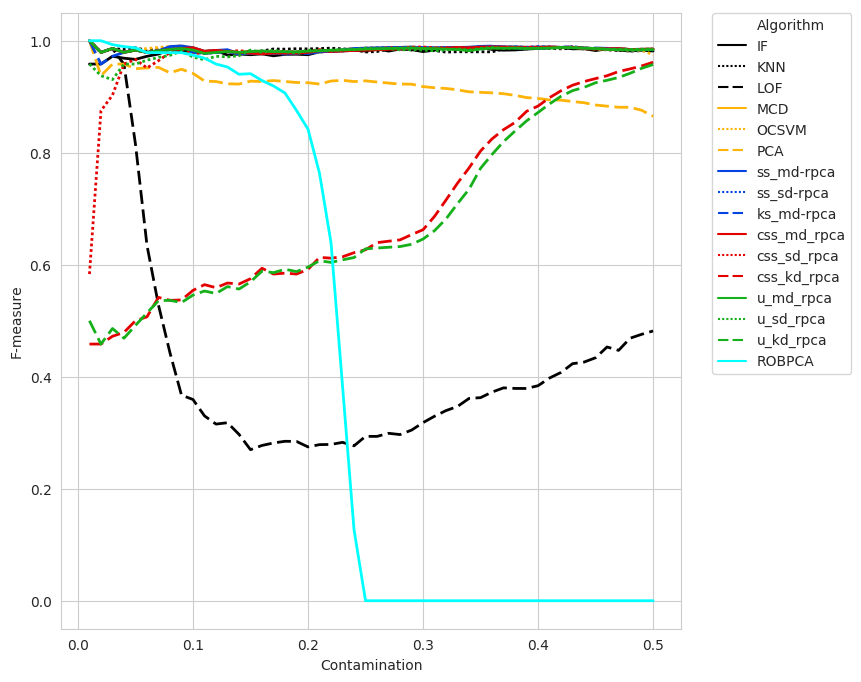 Algorithm
IF
KNN
LOF
MCD
OCSVM
PCA
ss_md-rpca
ss_sd-rpca
ks_md-rpca
css_md_rpca
css_sd_rpca
css_kd_rpca
u_md_rpca
u_sd_rpca
u_kd_rpca
ROBPCA
1.0
0.8
0.6
0.4
0.2
0.0
F-measure
0.0 0.1 0.2 0.3 0.4 0.5
Contamination